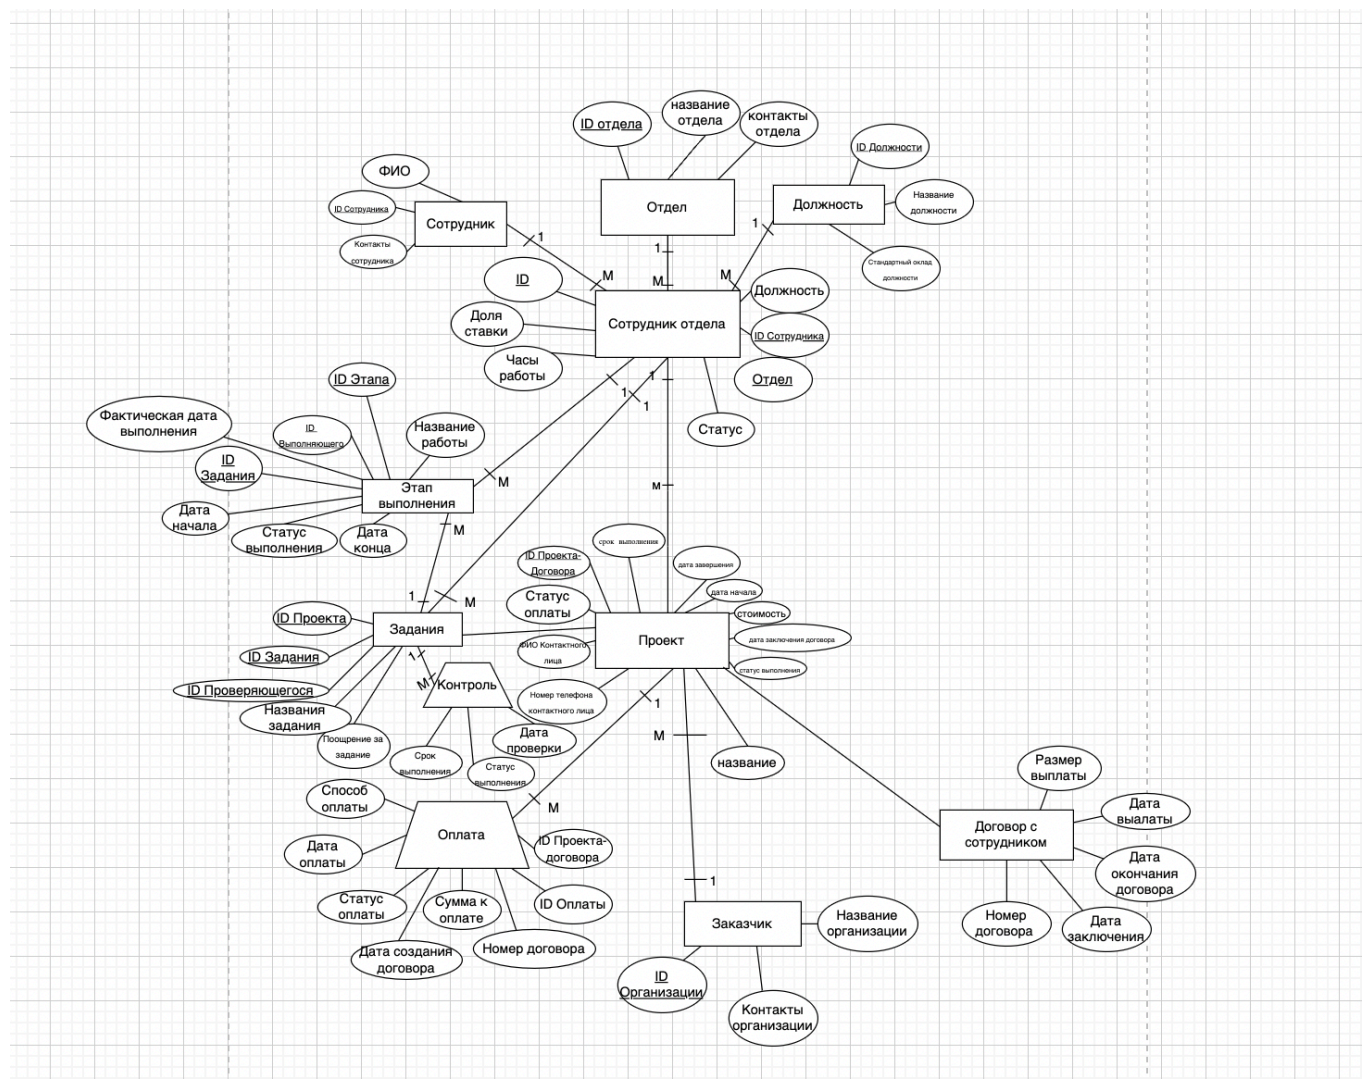 ID отдела
название
отдела
контакты
отдела
ID Должности
ФИО
Отдел
Должность
Название
должности
ID Сотрудника
Сотрудник
1
1
1
Контакты
сотрудника
Стандартный оклад
должности
M
M
M
ID
Должность
Доля
ставки
Сотрудник отдела
ID Сотрудника
Часы
работы
Отдел
1
1
1
Статус
ID Этапа
Фактическая дата
выполнения
ID
Выполняющего
Название
работы
ID
Задания
M
м
Этап
выполнения
Дата
начала
Статус
выполнения
Дата
конца
M
срок выполнения
ID Проекта-
Договора
дата завершения
дата начала
1
M
Статус
оплаты
стоимость
ID Проекта
Задания
Проект
дата заключения договора
ФИО Контактного
лица
статус выполнения
ID Задания
1
M
Контроль
ID Проверяющегося
Номер телефона
контактного лица
1
Названия
задания
Поощрение за
задание
Дата
проверки
M
Срок
выполнения
Статус
выполнения
название
Размер
выплаты
Способ
оплаты
M
Дата
выалаты
Оплата
ID Проекта-
договора
Договор с
сотрудником
Дата
оплаты
Дата
окончания
договора
1
Статус
оплаты
Сумма к
оплате
ID Оплаты
Заказчик
Название
организации
Номер
договора
Дата
заключения
Дата создания
договора
Номер договора
ID
Организации
Контакты
организации